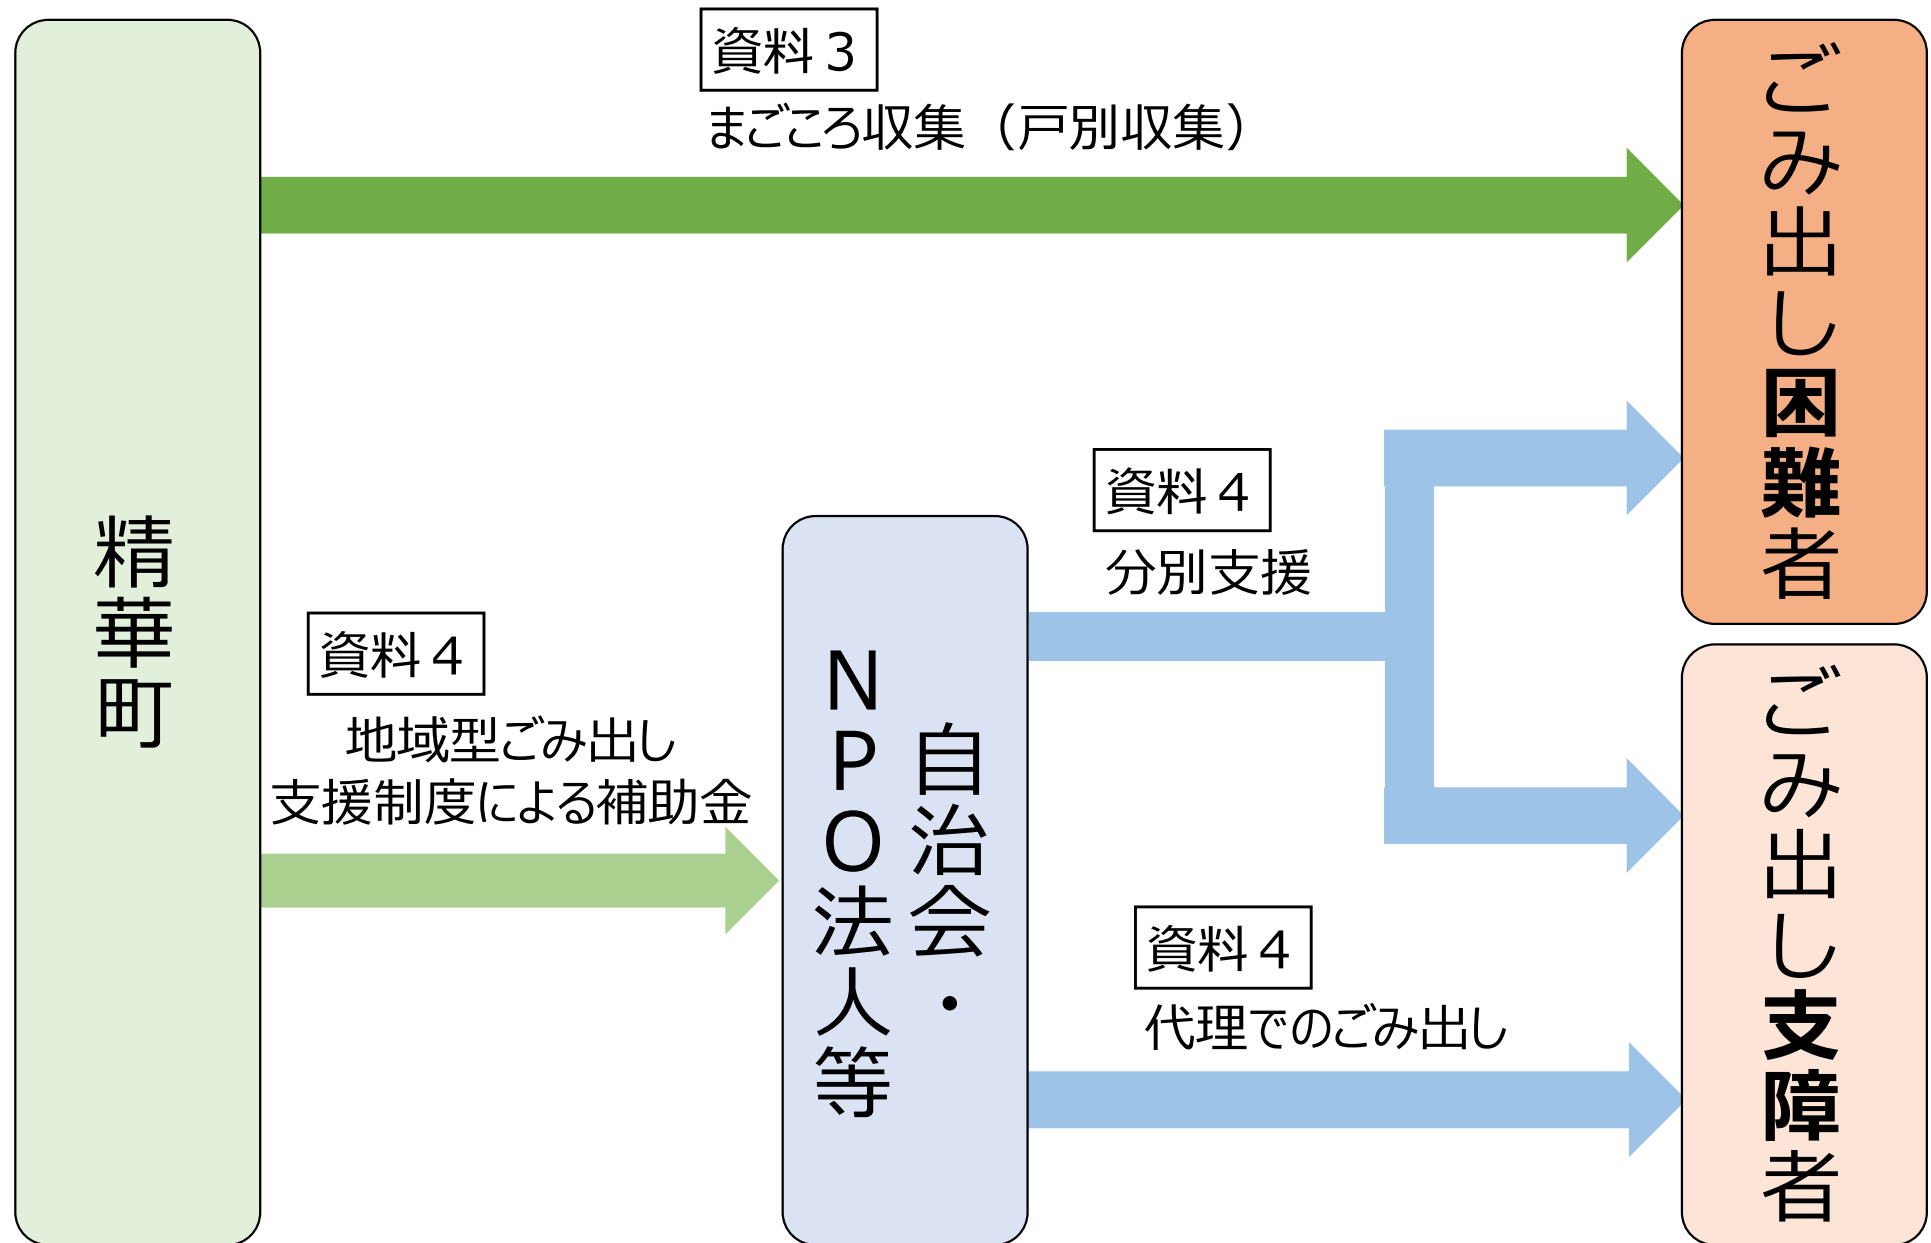 精華町
資料３
まごころ収集（戸別収集）
資料４
地域型ごみ出し
支援制度による補助金
自治会・
ＮＰＯ法人等
資料４
分別支援
資料４
代理でのごみ出し
ごみ出し困難者
ごみ出し支障者